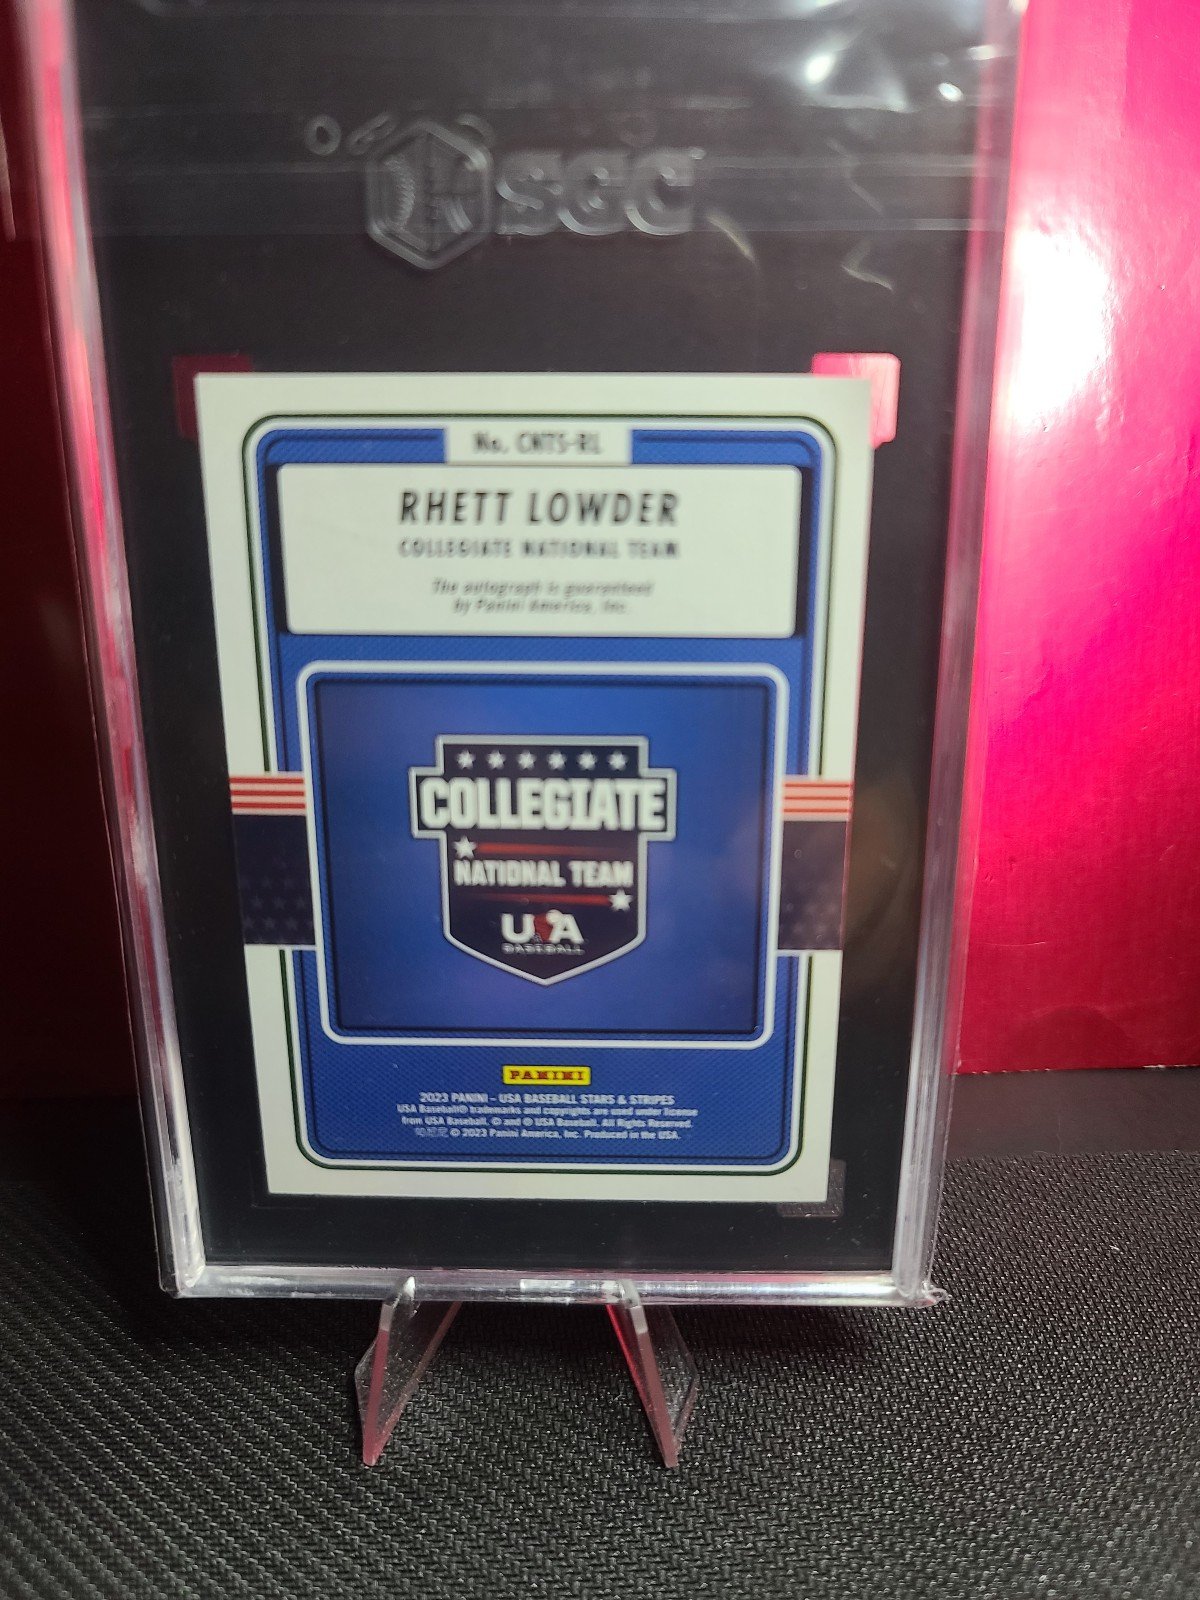 SGC
No. CNTS-RL
RHETT LOWDER
COLLEGIATE NATIONAL TEAM
The autograph is guaranteed
by Panini America, Inc.
COLLEGIATE
NATIONAL TEAM
USA
BASEBALL
PANINI
2023 PANINI – USA BASEBALL STARS & STRIPES
USA Baseball® trademarks and copyrights are used under license
from USA Baseball. © and ® USA Baseball. All Rights Reserved.
© 2023 Panini America, Inc. Produced in the USA.